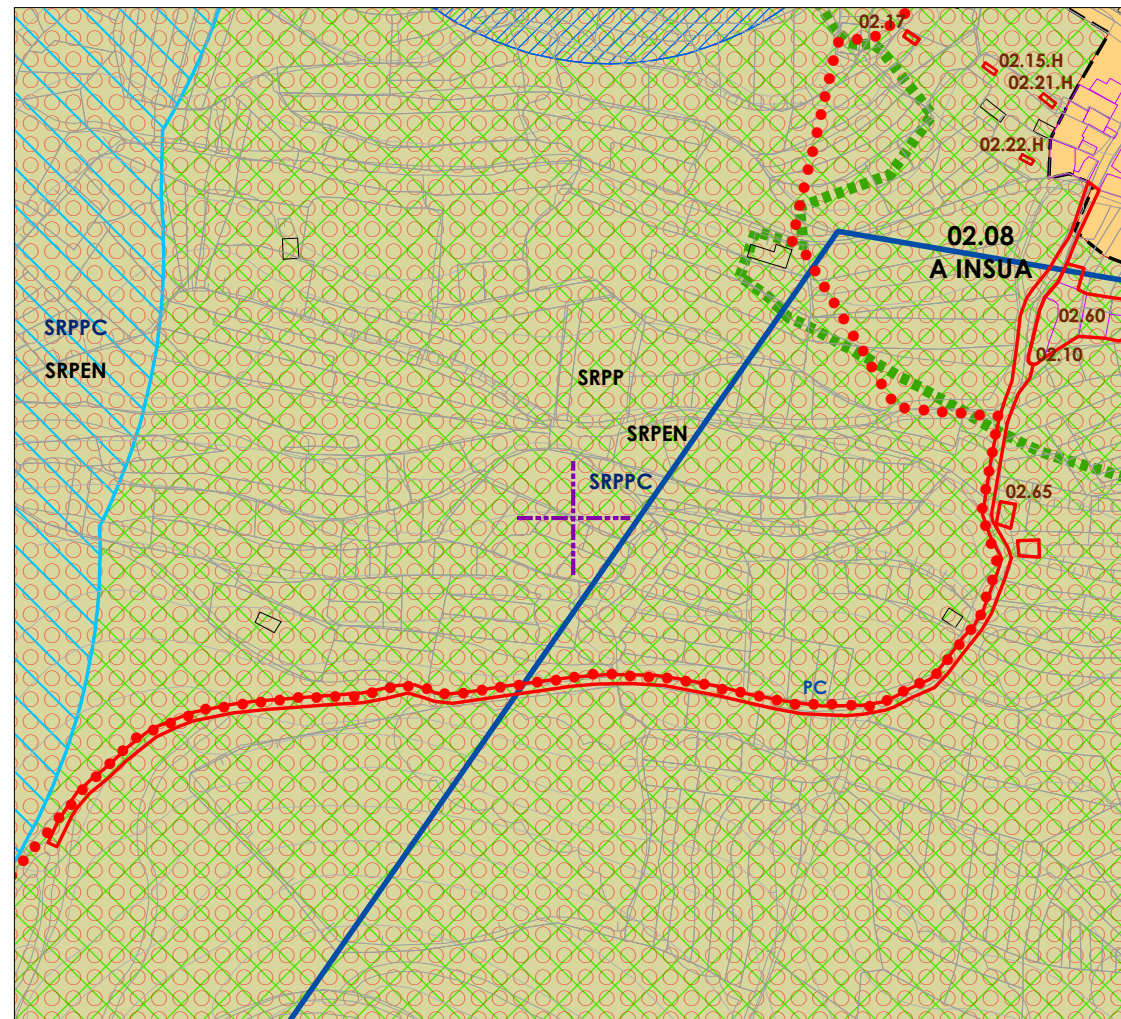 02.17
02.15.H
02.21.H
02.22.H
02.08
A INSUA
02.60
02.10
SRPPC
SRPEN
SRPP
SRPEN
SRPPC
02.65
PC